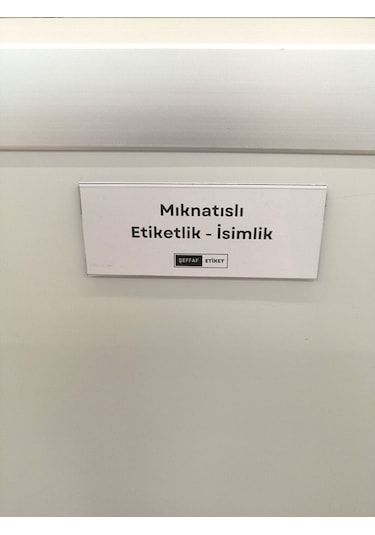 Mıknatıslı
Etiketlik - İsimlik
ŞEFFAF ETİKET